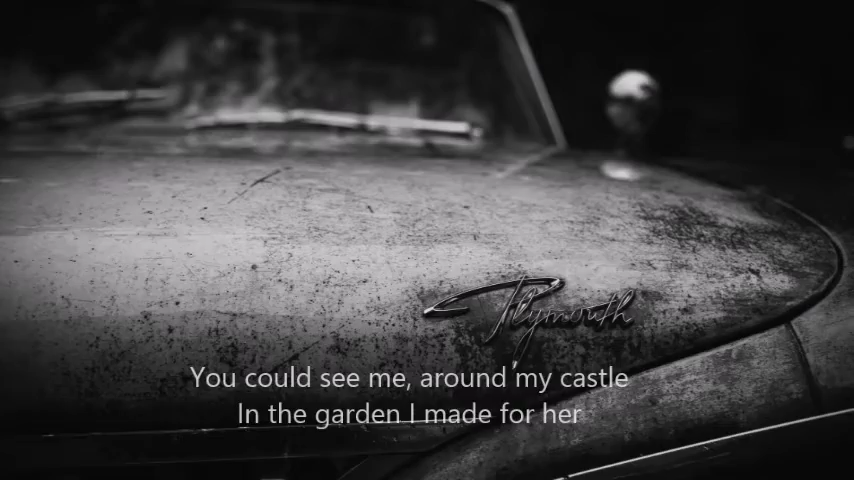 Plymouth
You could see me, around my castle
In the garden I made for her